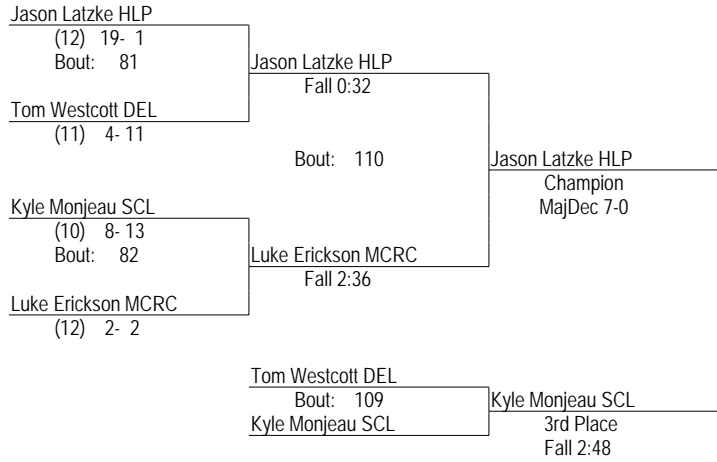 Jason Latzke HLP
(12) 19- 1
Bout: 81
Jason Latzke HLP
Fall 0:32
Tom Westcott DEL
(11) 4- 11
Bout: 110
Jason Latzke HLP
Champion
MajDec 7-0
Kyle Monjeau SCL
(10) 8- 13
Bout: 82
Luke Erickson MCRC
Fall 2:36
Luke Erickson MCRC
(12) 2- 2
Tom Westcott DEL
Bout: 109
Kyle Monjeau SCL
Kyle Monjeau SCL
3rd Place
Fall 2:48